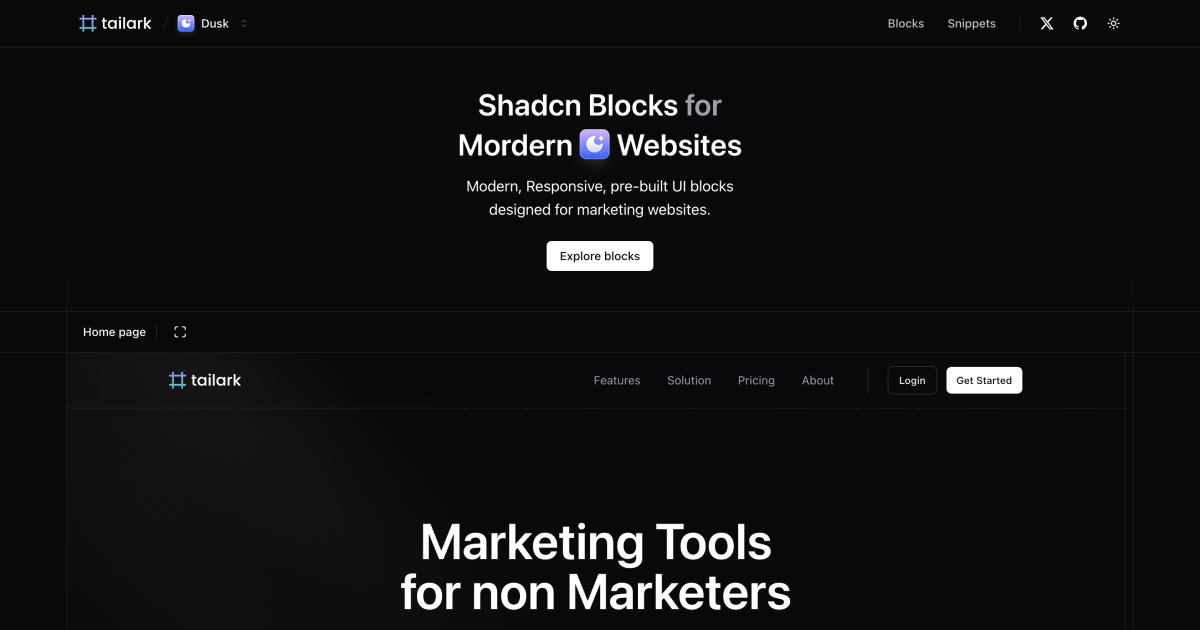 tailark / Dusk
Blocks
Snippets
Shadcn Blocks for
Mordern Websites
Modern, Responsive, pre-built UI blocks
designed for marketing websites.
Explore blocks
Home page
tailark
Features
Solution
Pricing
About
Login
Get Started
Marketing Tools
for non Marketers